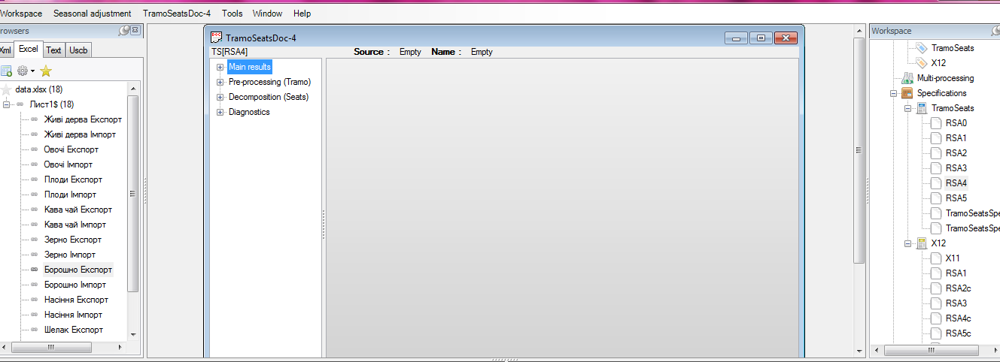 Workspace Seasonal adjustment TramoSeatsDoc-4 Tools Window Help
rowsers
Xml Excel Text Uscb
data.xlsx (18)
Лист1$ (18)
Живі дерва Експорт
Живі дерва Імпорт
Овочі Експорт
Овочі Імпорт
Плоди Експорт
Плоди Імпорт
Кава чай Експорт
Кава чай Імпорт
Зерно Експорт
Зерно Імпорт
Борошно Експорт
Борошно Імпорт
Насіння Експорт
Насіння Імпорт
Шелак Експорт
DOC TramoSeatsDoc-4
TS[RSA4] Source : Empty Name : Empty
Main results
Pre-processing (Tramo)
Decomposition (Seats)
Diagnostics
Workspace
TramoSeats
X12
Multi-processing
Specifications
TramoSeats
RSA0
RSA1
RSA2
RSA3
RSA4
RSA5
TramoSeatsSpe
TramoSeatsSpe
X12
X11
RSA1
RSA2c
RSA3
RSA4c
RSA5c